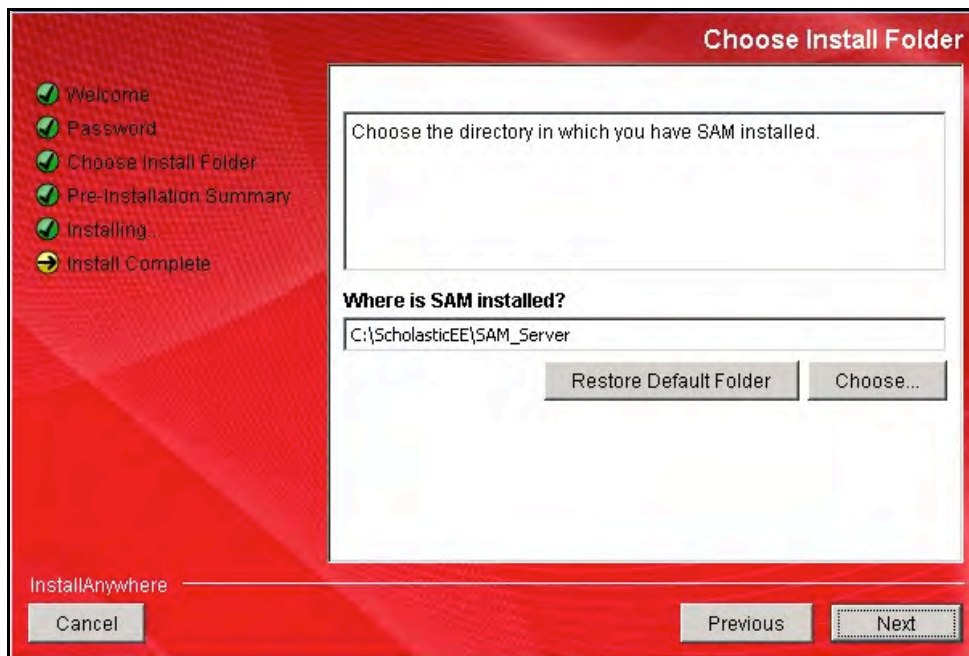 Choose Install Folder
Welcome
Password
Choose Install Folder
Pre-Installation Summary
Installing...
Install Complete
Choose the directory in which you have SAM installed.
Where is SAM installed?
C:\ScholasticEE\SAM_Server
Restore Default Folder
Choose...
InstallAnywhere
Cancel
Previous
Next